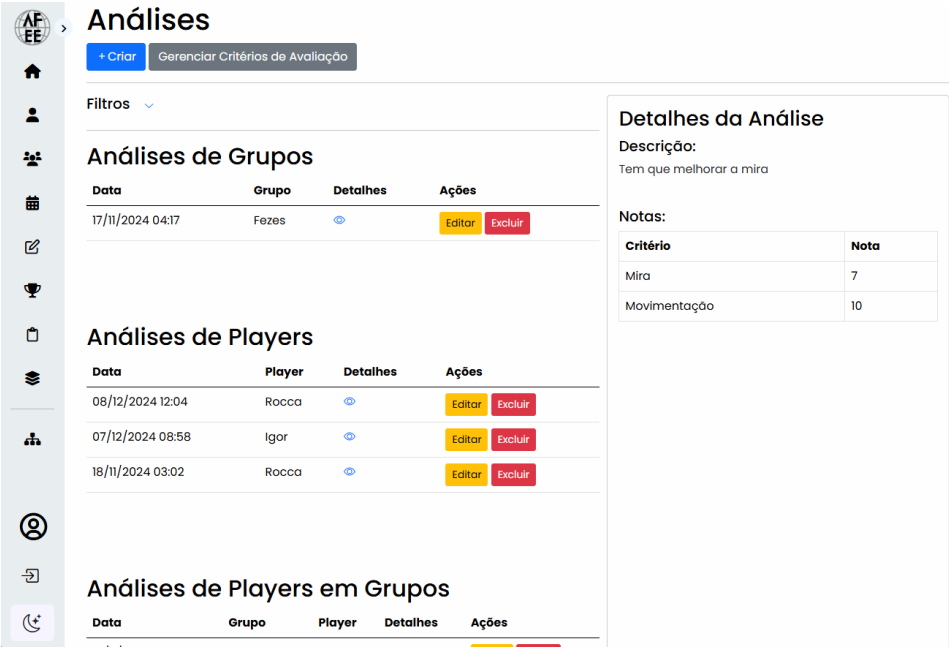 AF
EE
Análises
+ Criar
Gerenciar Critérios de Avaliação
Filtros
Análises de Grupos
Data Grupo Detalhes Ações
17/11/2024 04:17 Fezes Editar Excluir
Análises de Players
Data Player Detalhes Ações
08/12/2024 12:04 Rocca Editar Excluir
07/12/2024 08:58 Igor Editar Excluir
18/11/2024 03:02 Rocca Editar Excluir
Análises de Players em Grupos
Data Grupo Player Detalhes Ações
Detalhes da Análise
Descrição:
Tem que melhorar a mira
Notas:
Critério Nota
Mira 7
Movimentação 10